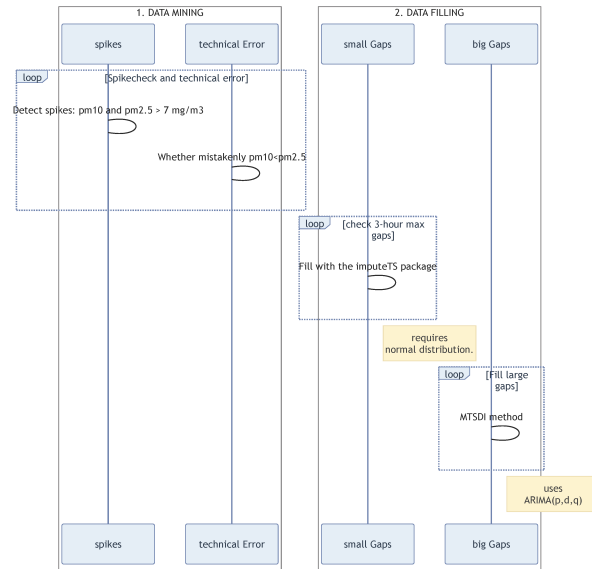 1. DATA MINING
2. DATA FILLING
spikes
technical Error
small Gaps
big Gaps
loop
[Spikecheck and technical error]
Detect spikes: pm10 and pm2.5 > 7 mg/m3
Whether mistakenly pm10<pm2.5
loop
[check 3-hour max
gaps]
Fill with the imputeTS package
requires
normal distribution.
loop
[Fill large
gaps]
MTSDI method
uses
ARIMA(p,d,q)
spikes
technical Error
small Gaps
big Gaps